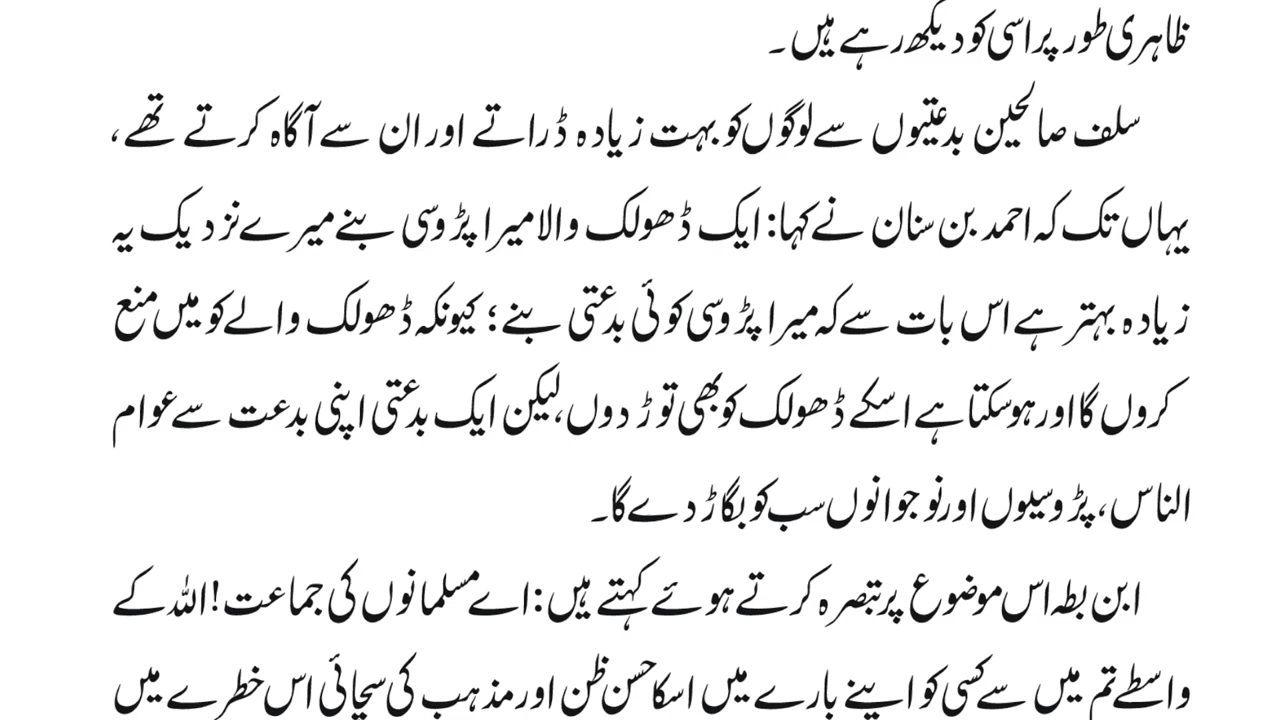 ظاہری طور پر اسی کو دیکھ رہے ہیں۔
سلف صالحین بدعتیوں سے لوگوں کو بہت زیادہ ڈراتے اور ان سے آگاہ کرتے تھے،
یہاں تک کہ احمد بن سنان نے کہا: ایک ڈھولک والا میرا پڑوسی بنے میرے نزدیک یہ
زیادہ بہتر ہے اس بات سے کہ میرا پڑوسی کوئی بدعتی بنے؛ کیونکہ ڈھولک والے کو میں منع
کروں گا اور ہو سکتا ہے اسکے ڈھولک کو بھی توڑ دوں، لیکن ایک بدعتی اپنی بدعت سے عوام
الناس، پڑوسیوں اور نوجوانوں سب کو بگاڑ دے گا۔
ابن بطہ اس موضوع پر تبصرہ کرتے ہوئے کہتے ہیں: اے مسلمانوں کی جماعت! اللہ کے
واسطے تم میں سے کسی کو اپنے بارے میں اسکا حسن ظن اور مذہب کی سچائی اس خطرے میں